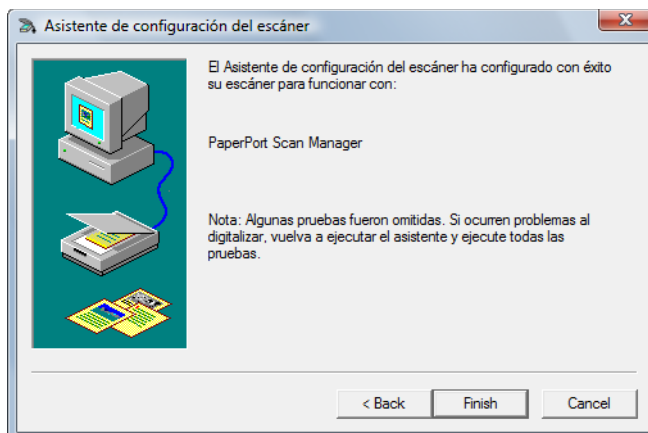 Asistente de configuración del escáner
El Asistente de configuración del escáner ha configurado con éxito
su escáner para funcionar con:
PaperPort Scan Manager
Nota: Algunas pruebas fueron omitidas. Si ocurren problemas al
digitalizar, vuelva a ejecutar el asistente y ejecute todas las
pruebas.
< Back Finish Cancel